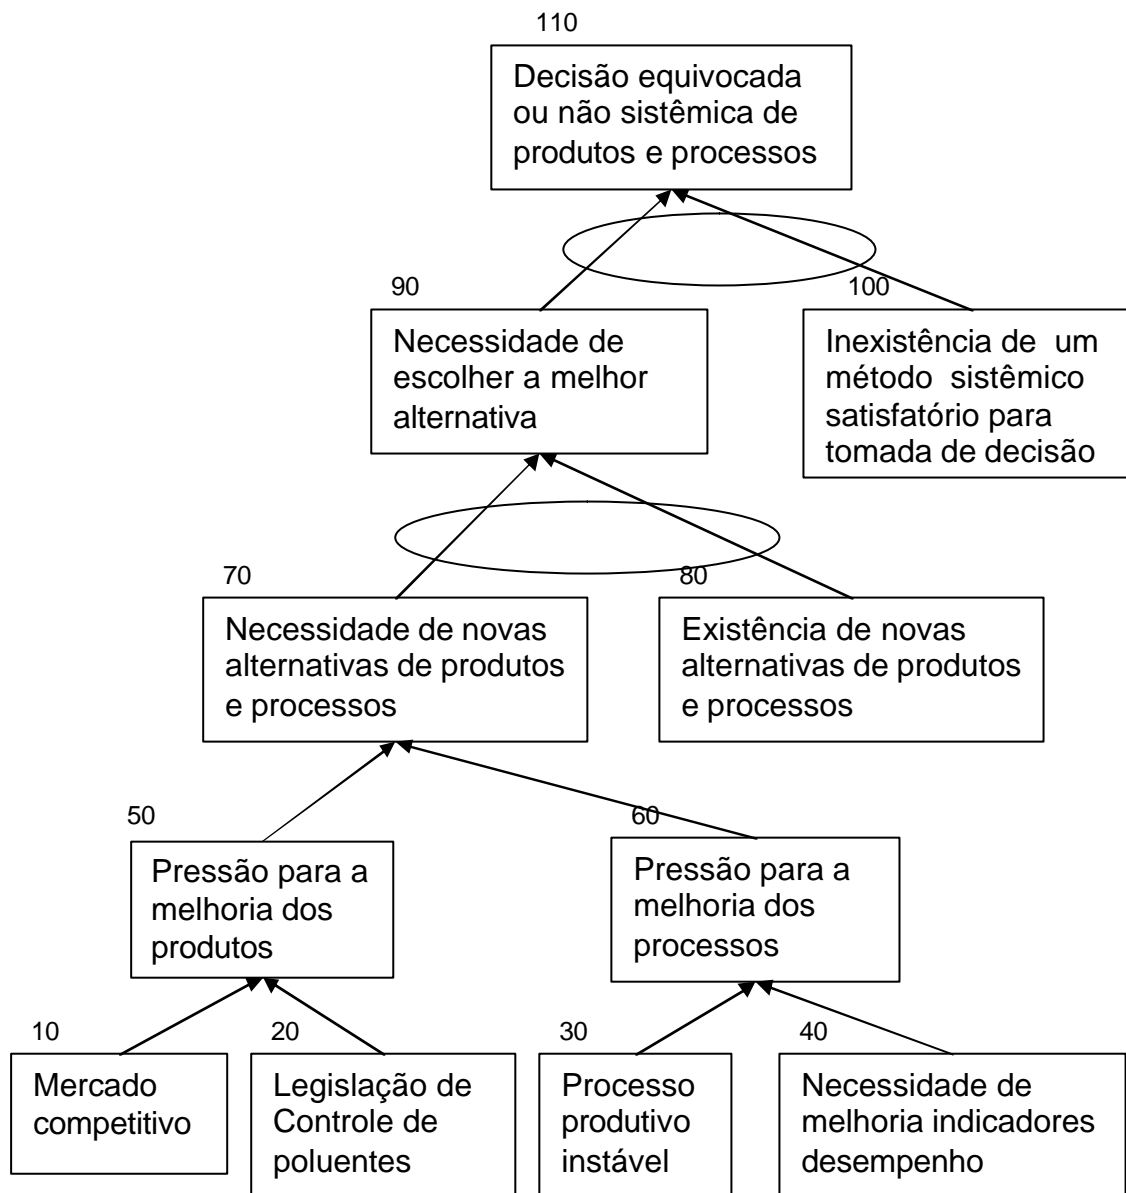 110
Decisão equivocada
ou não sistêmica de
produtos e processos
90
Necessidade de
escolher a melhor
alternativa
100
Inexistência de um
método sistêmico
satisfatório para
tomada de decisão
70
Necessidade de novas
alternativas de produtos
e processos
80
Existência de novas
alternativas de produtos
e processos
50
Pressão para a
melhoria dos
produtos
60
Pressão para a
melhoria dos
processos
10
Mercado
competitivo
20
Legislação de
Controle de
poluentes
30
Processo
produtivo
instável
40
Necessidade de
melhoria indicadores
desempenho